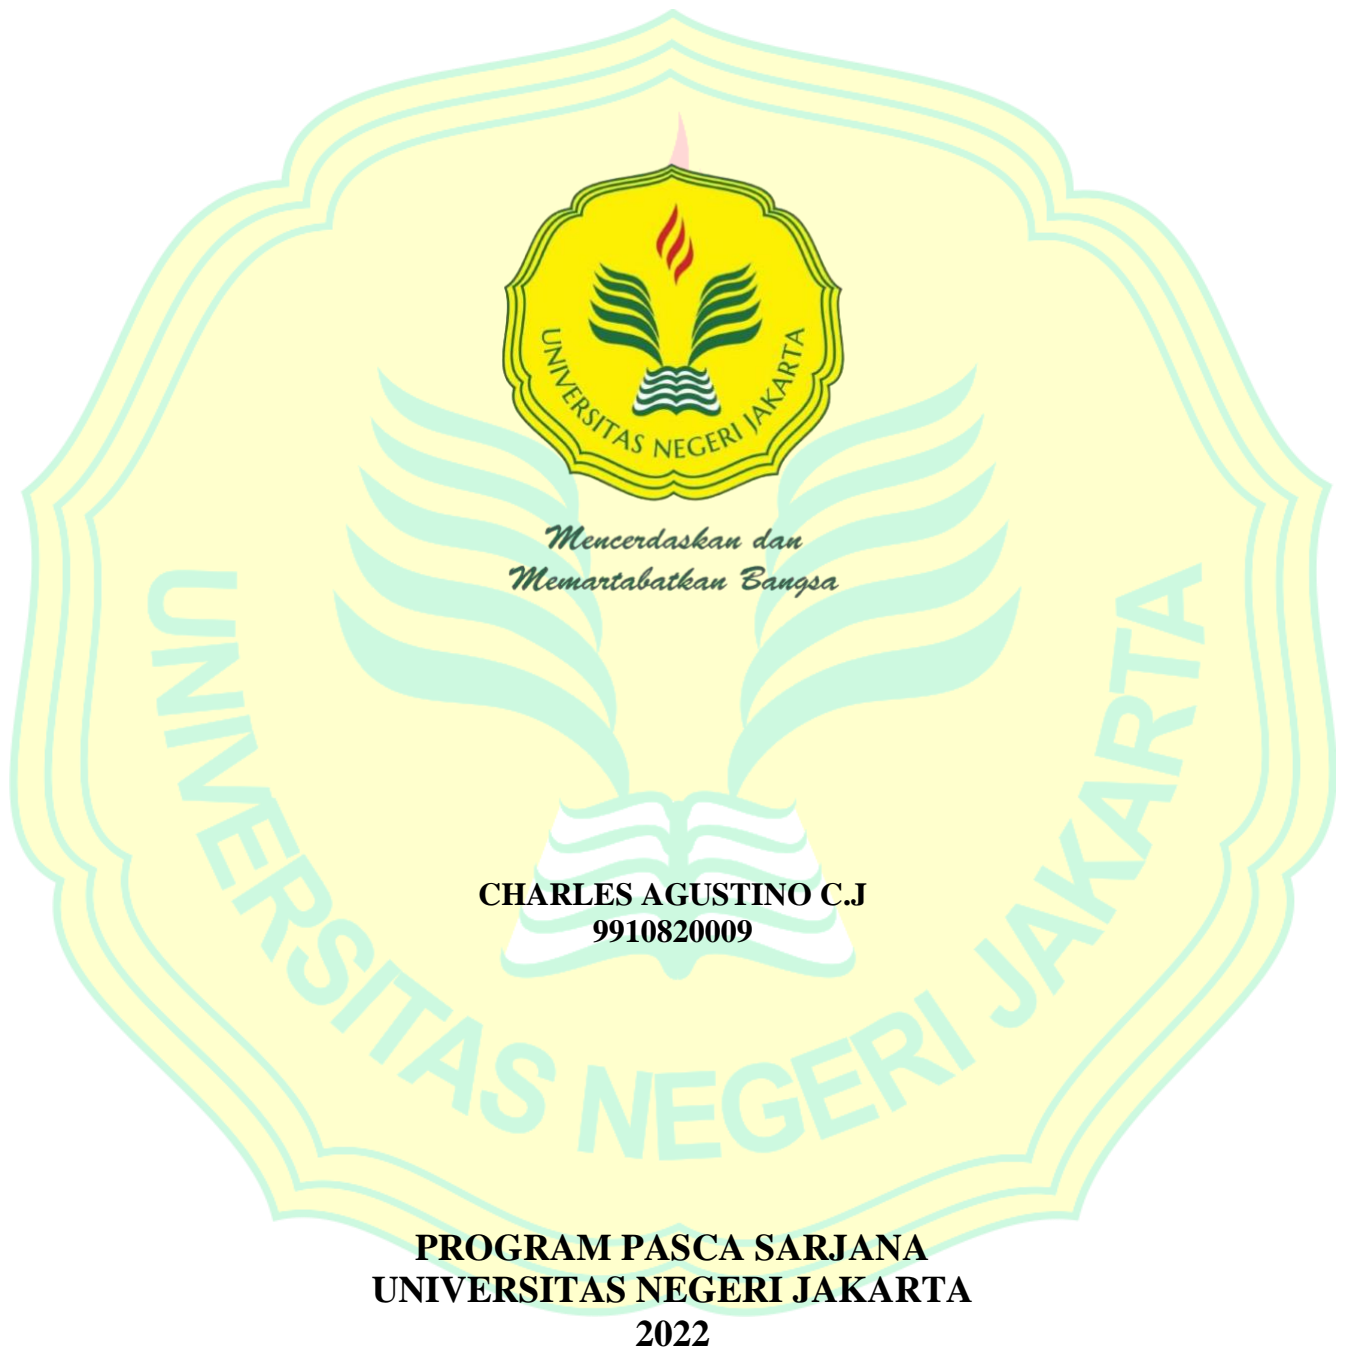 UNIVERSITAS NEGERI JAKARTA
Mencerdaskan dan
Memartabatkan Bangsa
UNIVERSITAS NEGERI JAKARTA
CHARLES AGUSTINO C.J
9910820009
PROGRAM PASCA SARJANA
UNIVERSITAS NEGERI JAKARTA
2022